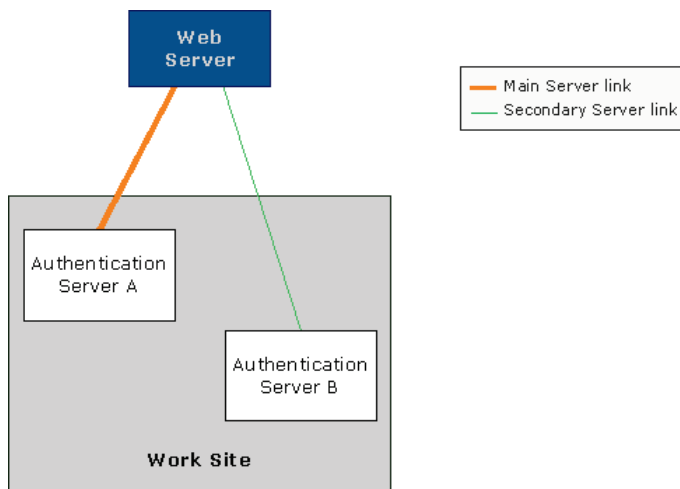 Web
Server
Main Server link
Secondary Server link
Authentication
Server A
Authentication
Server B
Work Site